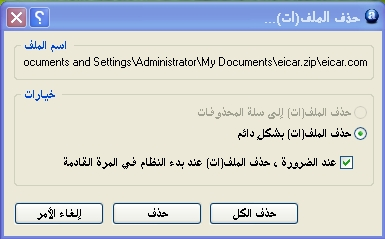 حذف الملف(ات)...
اسم الملف
ocuments and Settings\Administrator\My Documents\eicar.zip\eicar.com
خيارات
حذف الملف(ات) إلى سلة المحذوفات
حذف الملف(ات) بشكلٍ دائم
عند الضرورة ، حذف الملف(ات) عند بدء النظام في المرة القادمة
حذف الكل
حذف
إلغاء الأمر